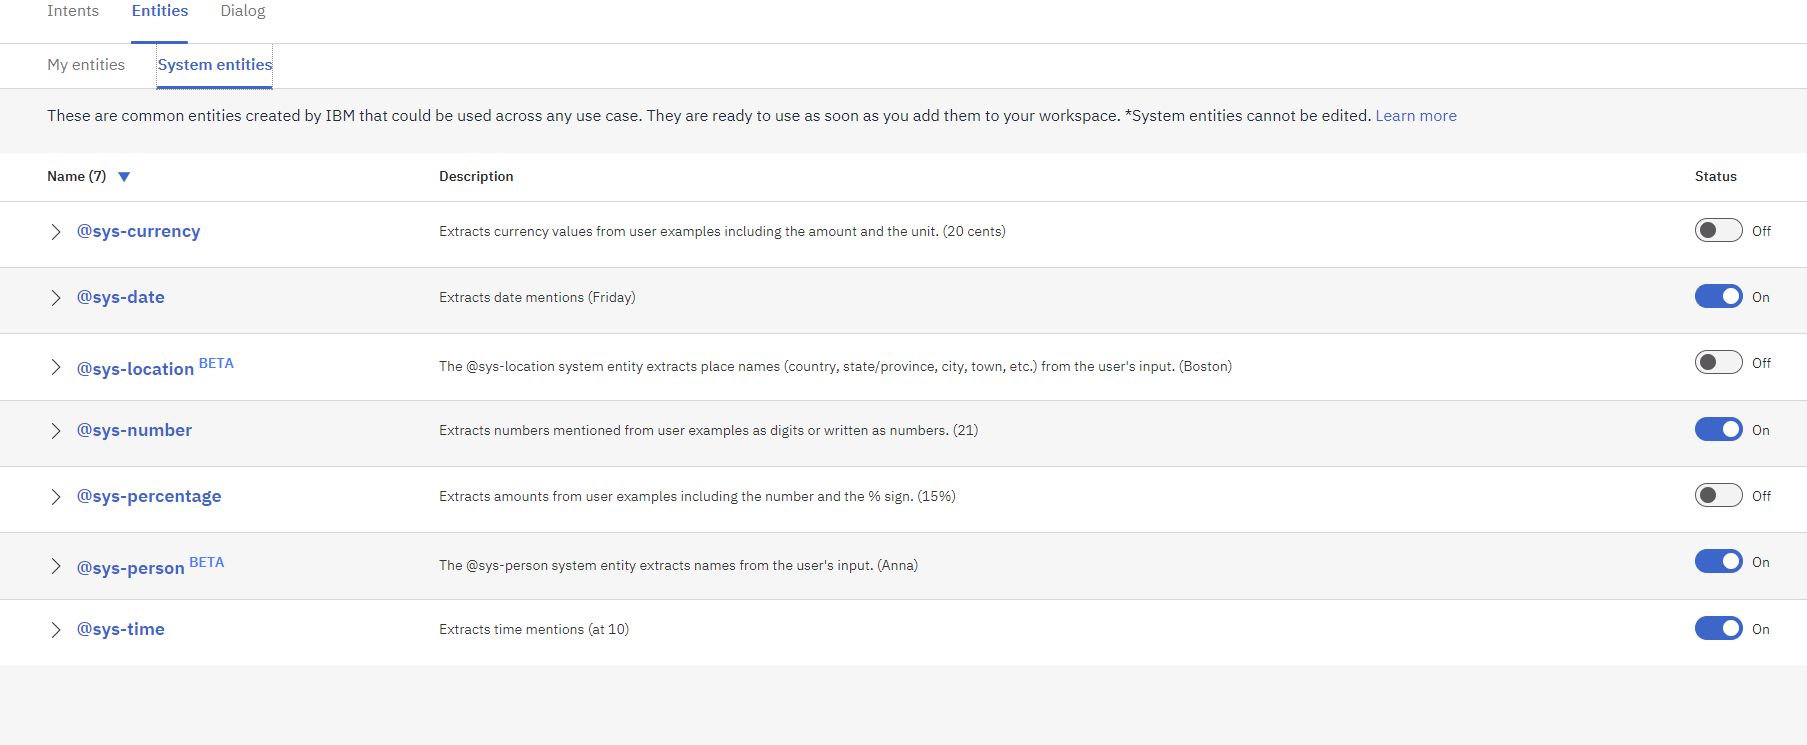 Intents Entities Dialog
My entities System entities
These are common entities created by IBM that could be used across any use case. They are ready to use as soon as you add them to your workspace. *System entities cannot be edited. Learn more
Name (7) Description Status
@sys-currency Extracts currency values from user examples including the amount and the unit. (20 cents) Off
@sys-date Extracts date mentions (Friday) On
@sys-location BETA The @sys-location system entity extracts place names (country, state/province, city, town, etc.) from the user's input. (Boston) Off
@sys-number Extracts numbers mentioned from user examples as digits or written as numbers. (21) On
@sys-percentage Extracts amounts from user examples including the number and the % sign. (15%) Off
@sys-person BETA The @sys-person system entity extracts names from the user's input. (Anna) On
@sys-time Extracts time mentions (at 10) On